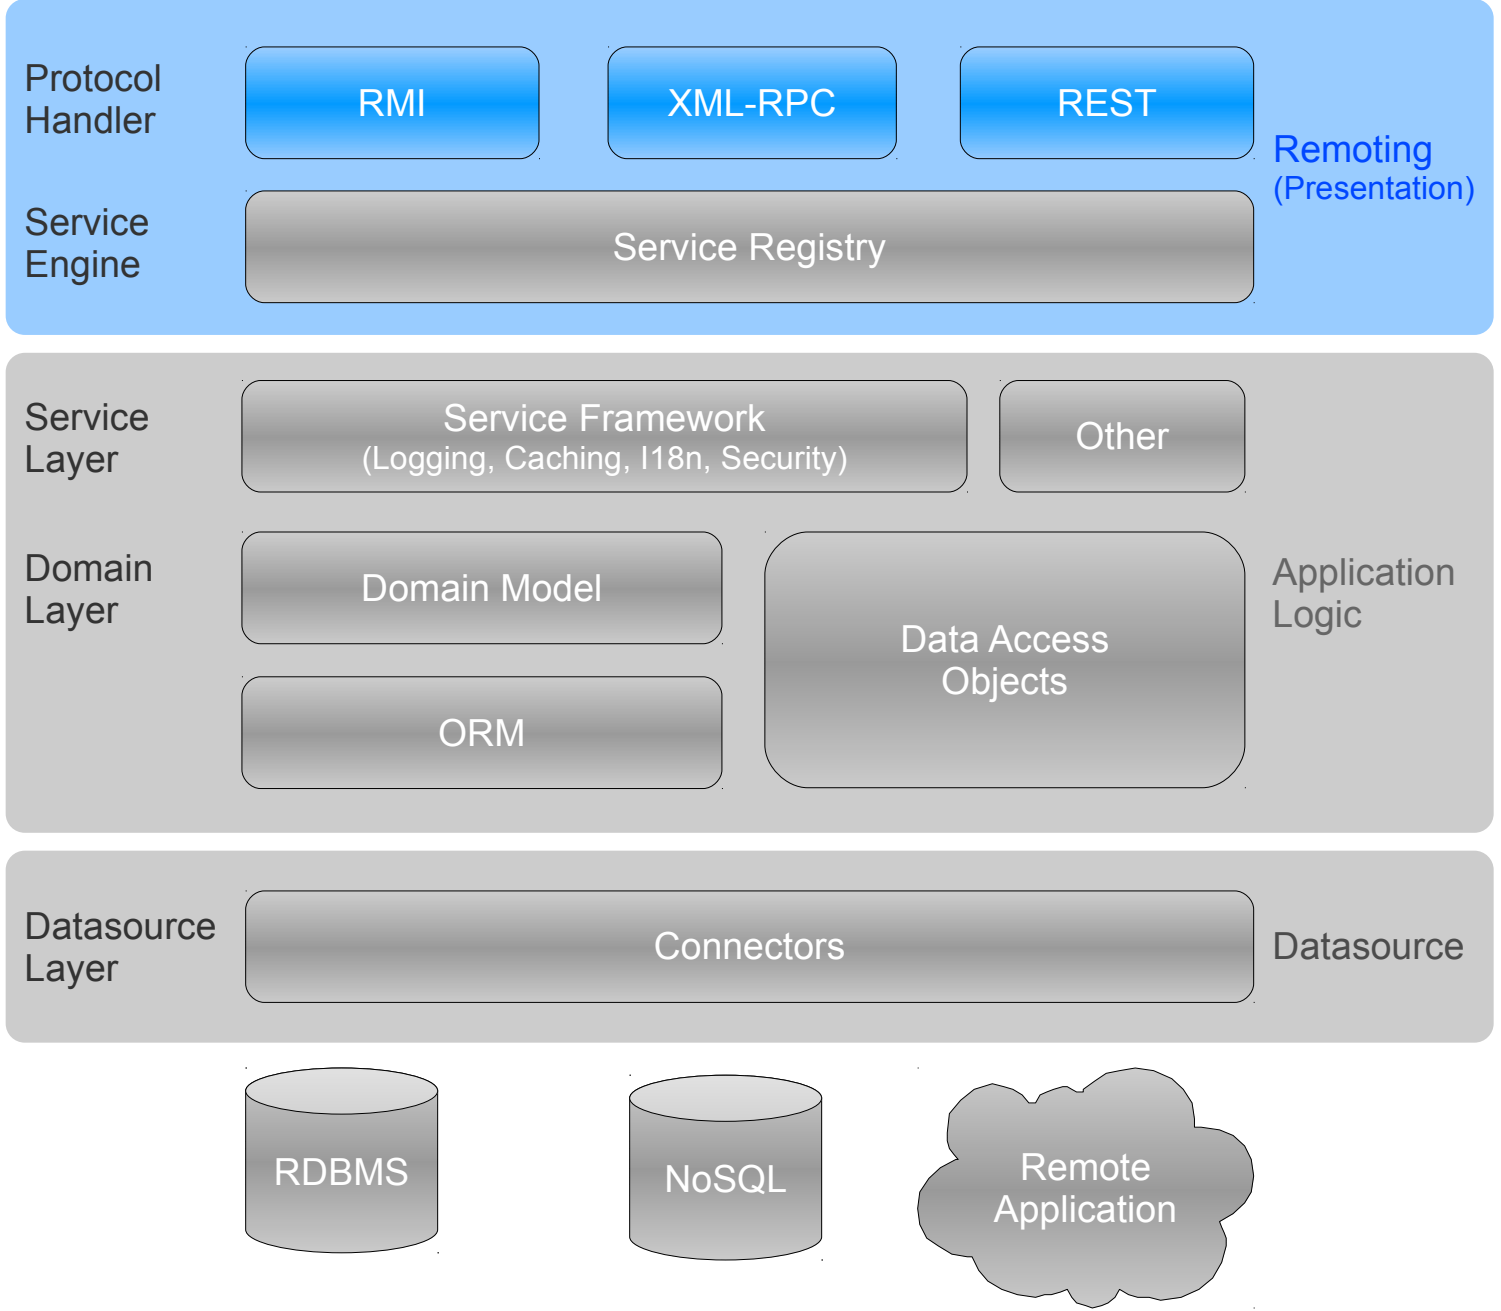 Protocol
Handler
RMI
XML-RPC
REST
Remoting
(Presentation)
Service
Engine
Service Registry
Service
Layer
Service Framework
(Logging, Caching, I18n, Security)
Other
Domain
Layer
Domain Model
Data Access
Objects
Application
Logic
ORM
Datasource
Layer
Connectors
Datasource
RDBMS
NoSQL
Remote
Application